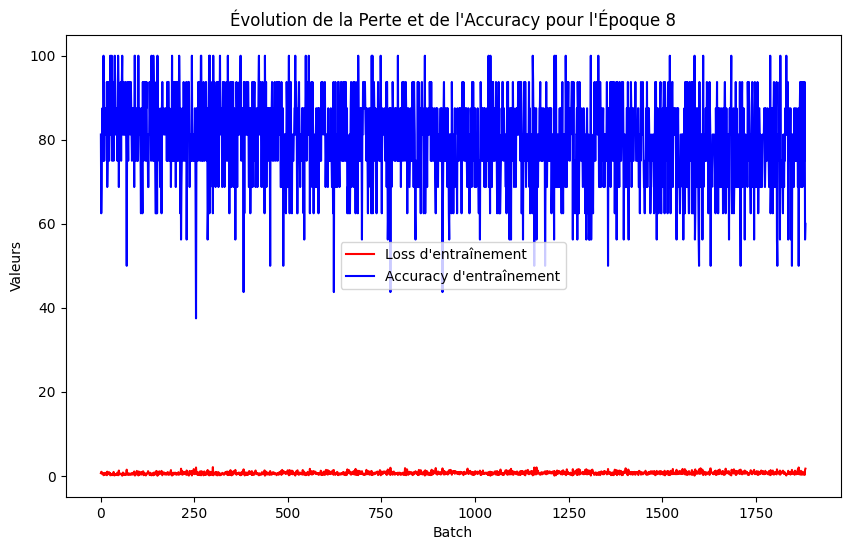 Évolution de la Perte et de l'Accuracy pour l'Époque 8
100
80
60
40
20
0
Valeurs
Loss d'entraînement
Accuracy d'entraînement
0 250 500 750 1000 1250 1500 1750
Batch